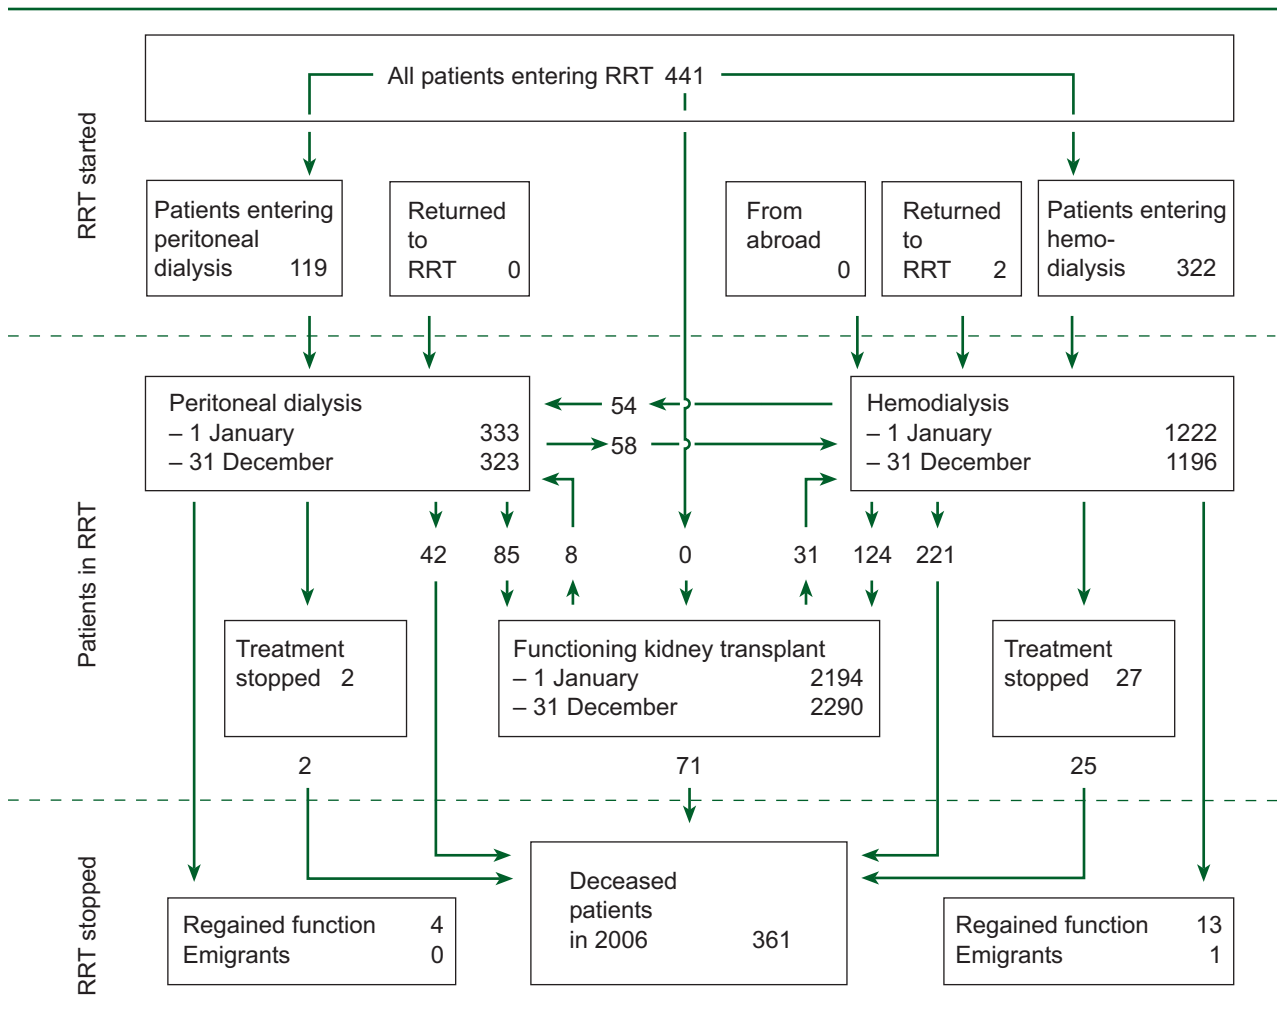 RRT started
All patients entering RRT 441
Patients entering
peritoneal
dialysis 119
Returned
to
RRT 0
From
abroad
0
Returned
to
RRT 2
Patients entering
hemo-
dialysis 322
Patients in RRT
Peritoneal dialysis
– 1 January 333
– 31 December 323
54
58
Hemodialysis
– 1 January 1222
– 31 December 1196
42 85 8 0 31 124 221
Treatment
stopped 2
Functioning kidney transplant
– 1 January 2194
– 31 December 2290
Treatment
stopped 27
2 71 25
RRT stopped
Regained function 4
Emigrants 0
Deceased
patients
in 2006 361
Regained function 13
Emigrants 1